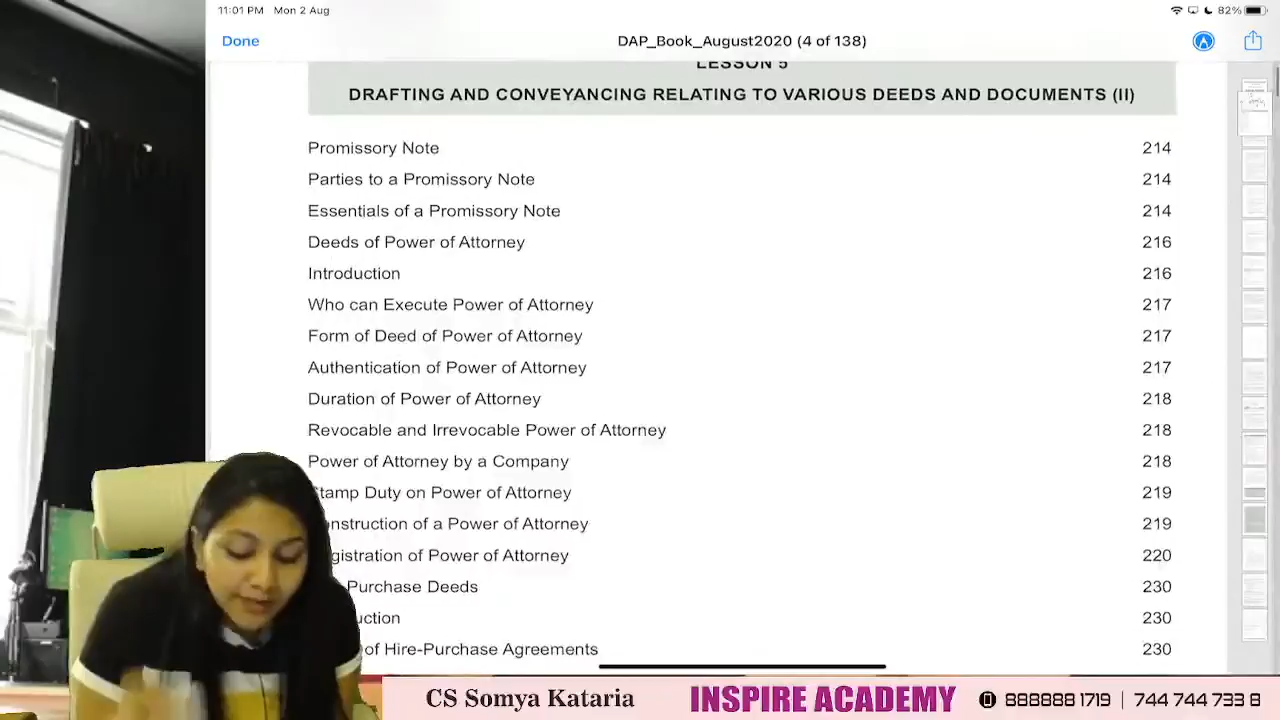 11:01 PM Mon 2 Aug
82%
Done
DAP_Book_August2020 (4 of 138)
LESSON 5
DRAFTING AND CONVEYANCING RELATING TO VARIOUS DEEDS AND DOCUMENTS (II)
Promissory Note 214
Parties to a Promissory Note 214
Essentials of a Promissory Note 214
Deeds of Power of Attorney 216
Introduction 216
Who can Execute Power of Attorney 217
Form of Deed of Power of Attorney 217
Authentication of Power of Attorney 217
Duration of Power of Attorney 218
Revocable and Irrevocable Power of Attorney 218
Power of Attorney by a Company 218
Stamp Duty on Power of Attorney 219
onstruction of a Power of Attorney 219
gistration of Power of Attorney 220
Purchase Deeds 230
uction 230
of Hire-Purchase Agreements 230
CS Somya Kataria INSPIRE ACADEMY 888888 1719 | 744 744 733 8